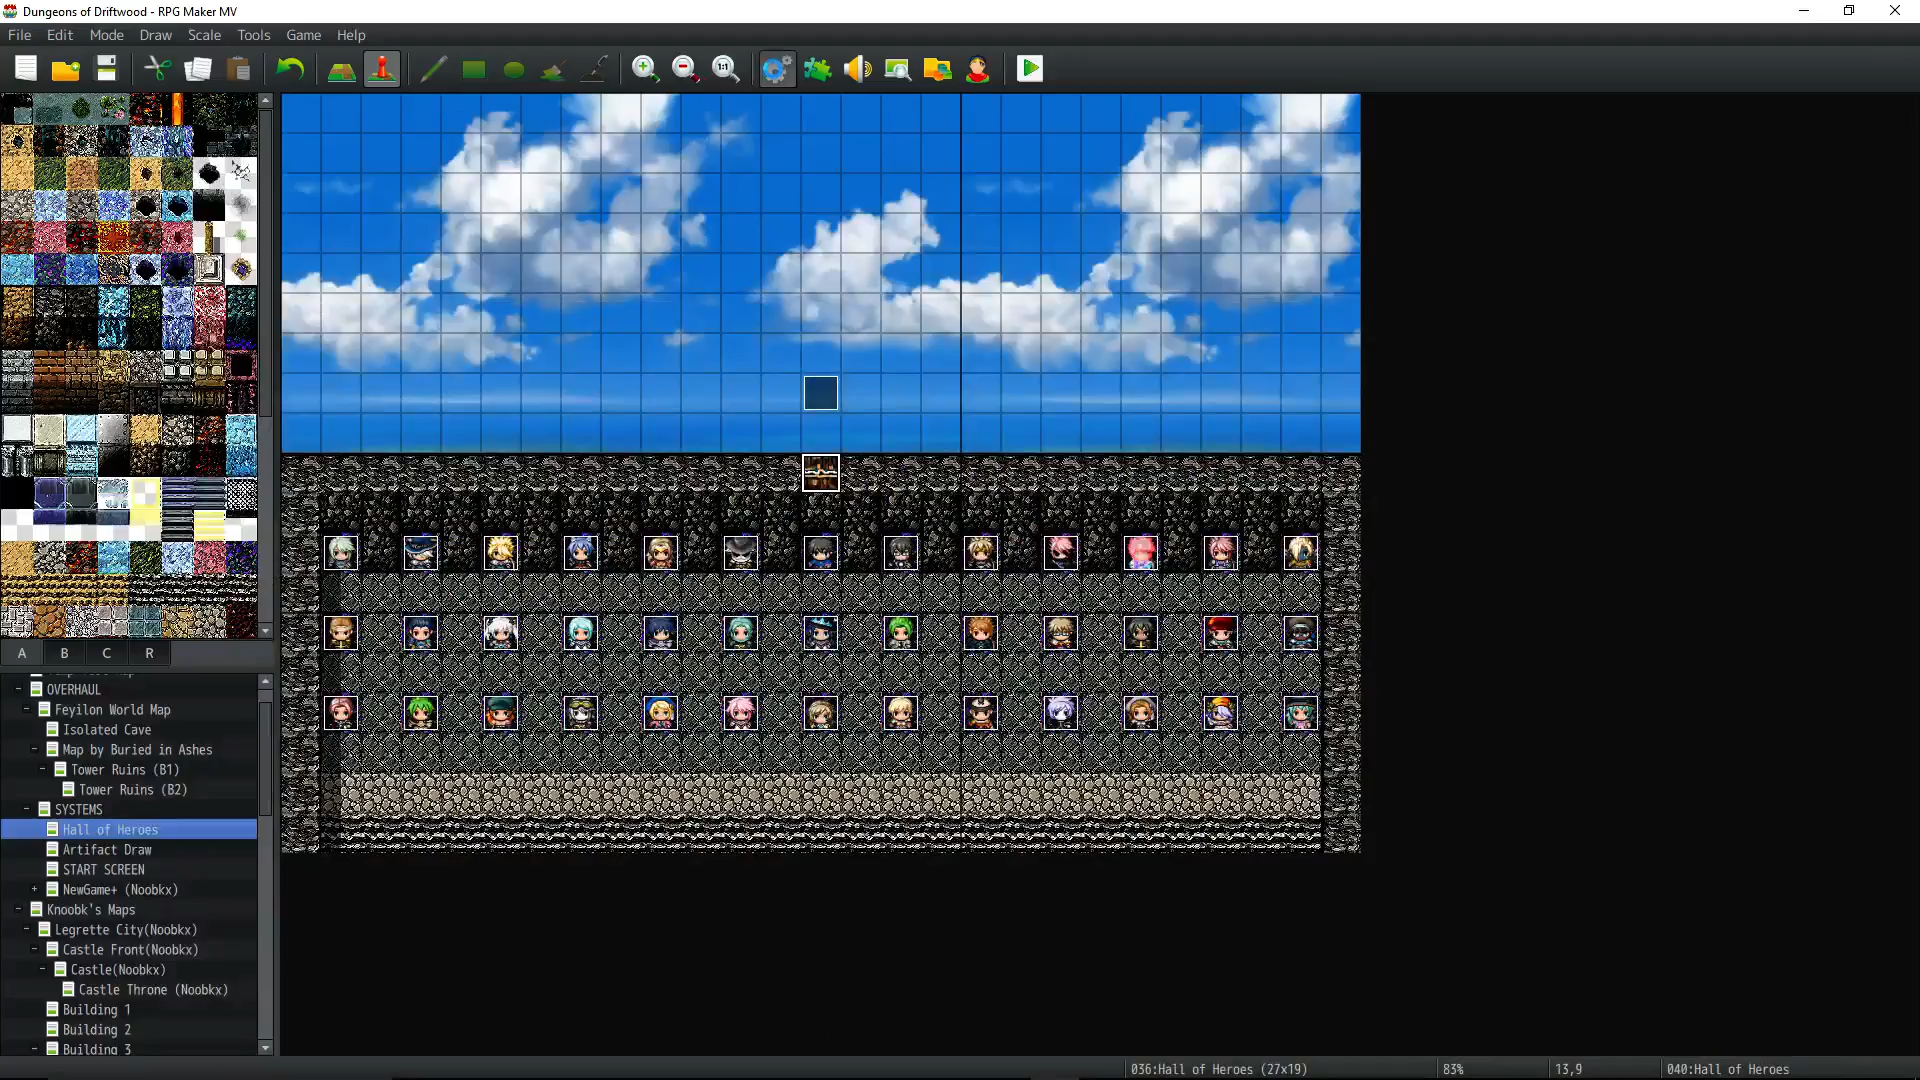 Dungeons of Driftwood - RPG Maker MV
File Edit Mode Draw Scale Tools Game Help
1:1
A B C R
OVERHAUL
Feyilon World Map
Isolated Cave
Map by Buried in Ashes
Tower Ruins (B1)
Tower Ruins (B2)
SYSTEMS
Hall of Heroes
Artifact Draw
START SCREEN
NewGame+ (Noobkx)
Knoobk's Maps
Legrette City(Noobkx)
Castle Front(Noobkx)
Castle(Noobkx)
Castle Throne (Noobkx)
Building 1
Building 2
Building 3
036:Hall of Heroes (27x19) 83% 13,9 040:Hall of Heroes